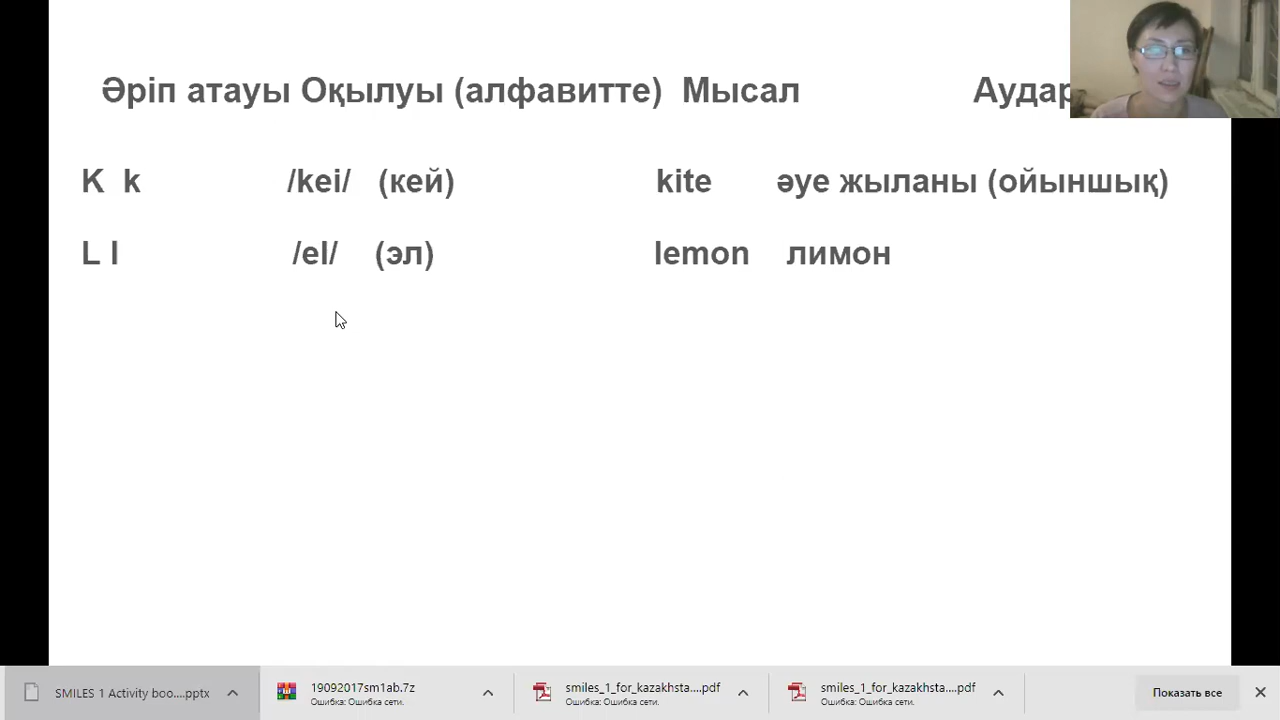 Әріп атауы Оқылуы (алфавитте) Мысал Аудар
K k /kei/ (кей) kite әуе жыланы (ойыншық)
L l /el/ (эл) lemon лимон
SMILES 1 Activity boo....pptx
19092017sm1ab.7z
Ошибка: Ошибка сети.
smiles_1_for_kazakhsta....pdf
Ошибка: Ошибка сети.
smiles_1_for_kazakhsta....pdf
Ошибка: Ошибка сети.
Показать все